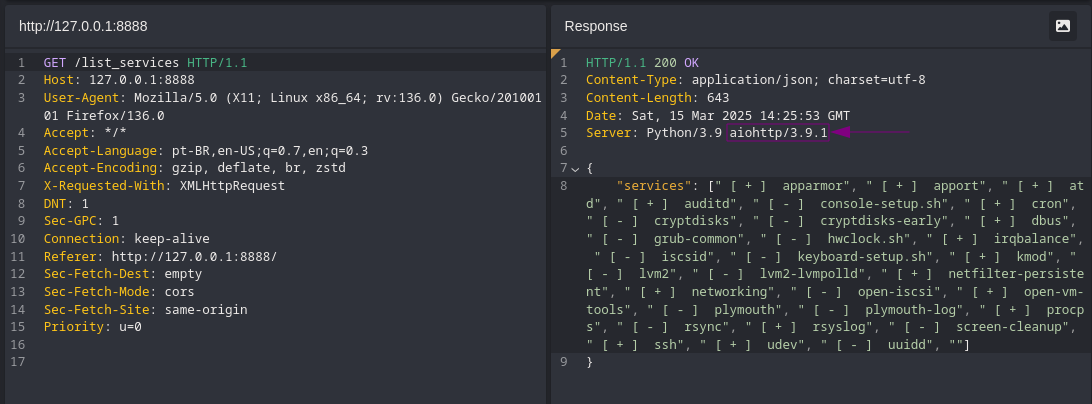 http://127.0.0.1:8888
1 GET /list_services HTTP/1.1
2 Host: 127.0.0.1:8888
3 User-Agent: Mozilla/5.0 (X11; Linux x86_64; rv:136.0) Gecko/201001
01 Firefox/136.0
4 Accept: */*
5 Accept-Language: pt-BR,en-US;q=0.7,en;q=0.3
6 Accept-Encoding: gzip, deflate, br, zstd
7 X-Requested-With: XMLHttpRequest
8 DNT: 1
9 Sec-GPC: 1
10 Connection: keep-alive
11 Referer: http://127.0.0.1:8888/
12 Sec-Fetch-Dest: empty
13 Sec-Fetch-Mode: cors
14 Sec-Fetch-Site: same-origin
15 Priority: u=0
16
17
Response
1 HTTP/1.1 200 OK
2 Content-Type: application/json; charset=utf-8
3 Content-Length: 643
4 Date: Sat, 15 Mar 2025 14:25:53 GMT
5 Server: Python/3.9 aiohttp/3.9.1
6
7 {
8 "services": [" [ + ]  apparmor", " [ + ]  apport", " [ + ]  at
d", " [ + ]  auditd", " [ - ]  console-setup.sh", " [ + ]  cron",
" [ - ]  cryptdisks", " [ - ]  cryptdisks-early", " [ + ]  dbus",
" [ - ]  grub-common", " [ - ]  hwclock.sh", " [ + ]  irqbalance",
" [ - ]  iscsid", " [ - ]  keyboard-setup.sh", " [ + ]  kmod", "
[ - ]  lvm2", " [ - ]  lvm2-lvmpolld", " [ + ]  netfilter-persiste
nt", " [ + ]  networking", " [ - ]  open-iscsi", " [ + ]  open-vm-
tools", " [ - ]  plymouth", " [ - ]  plymouth-log", " [ + ]  procp
s", " [ - ]  rsync", " [ + ]  rsyslog", " [ - ]  screen-cleanup",
" [ + ]  ssh", " [ + ]  udev", " [ - ]  uuidd", ""]
9 }